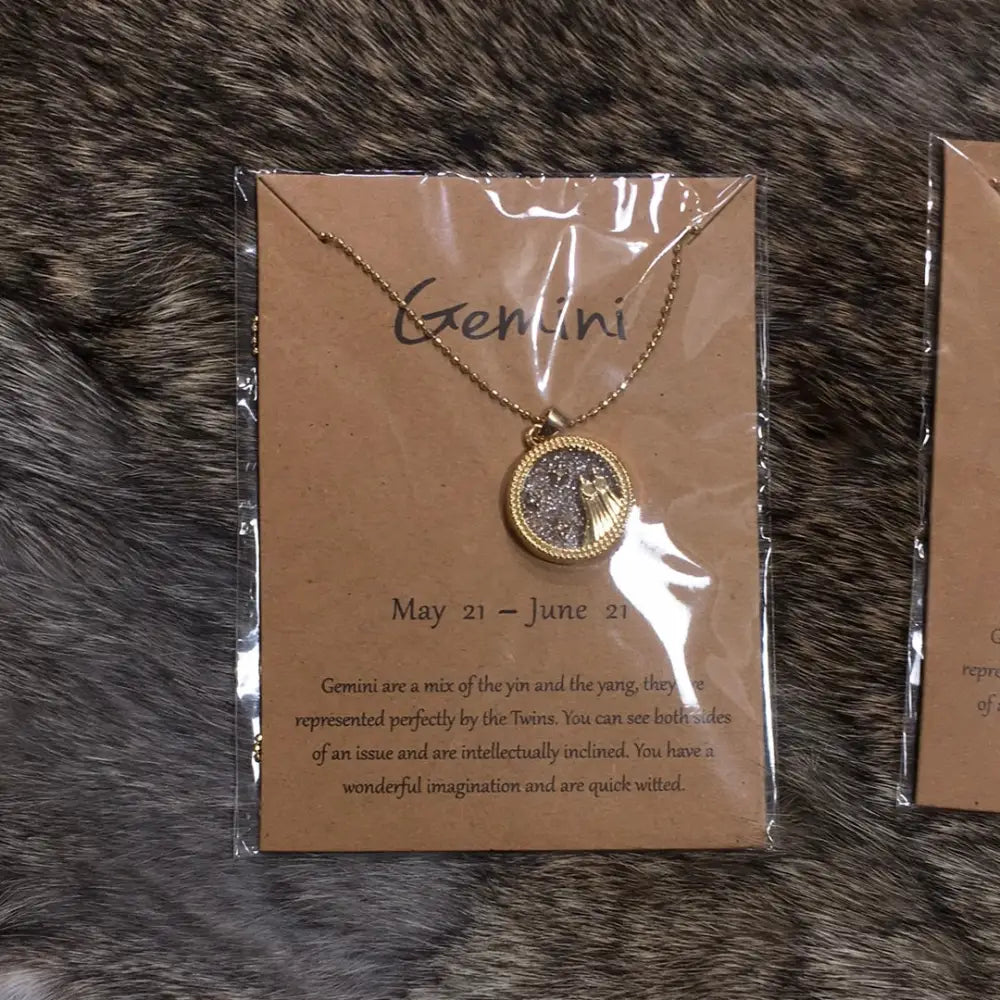 Gemini
May 21 – June 21
Gemini are a mix of the yin and the yang, they are
represented perfectly by the Twins. You can see both sides
of an issue and are intellectually inclined. You have a
wonderful imagination and are quick witted.